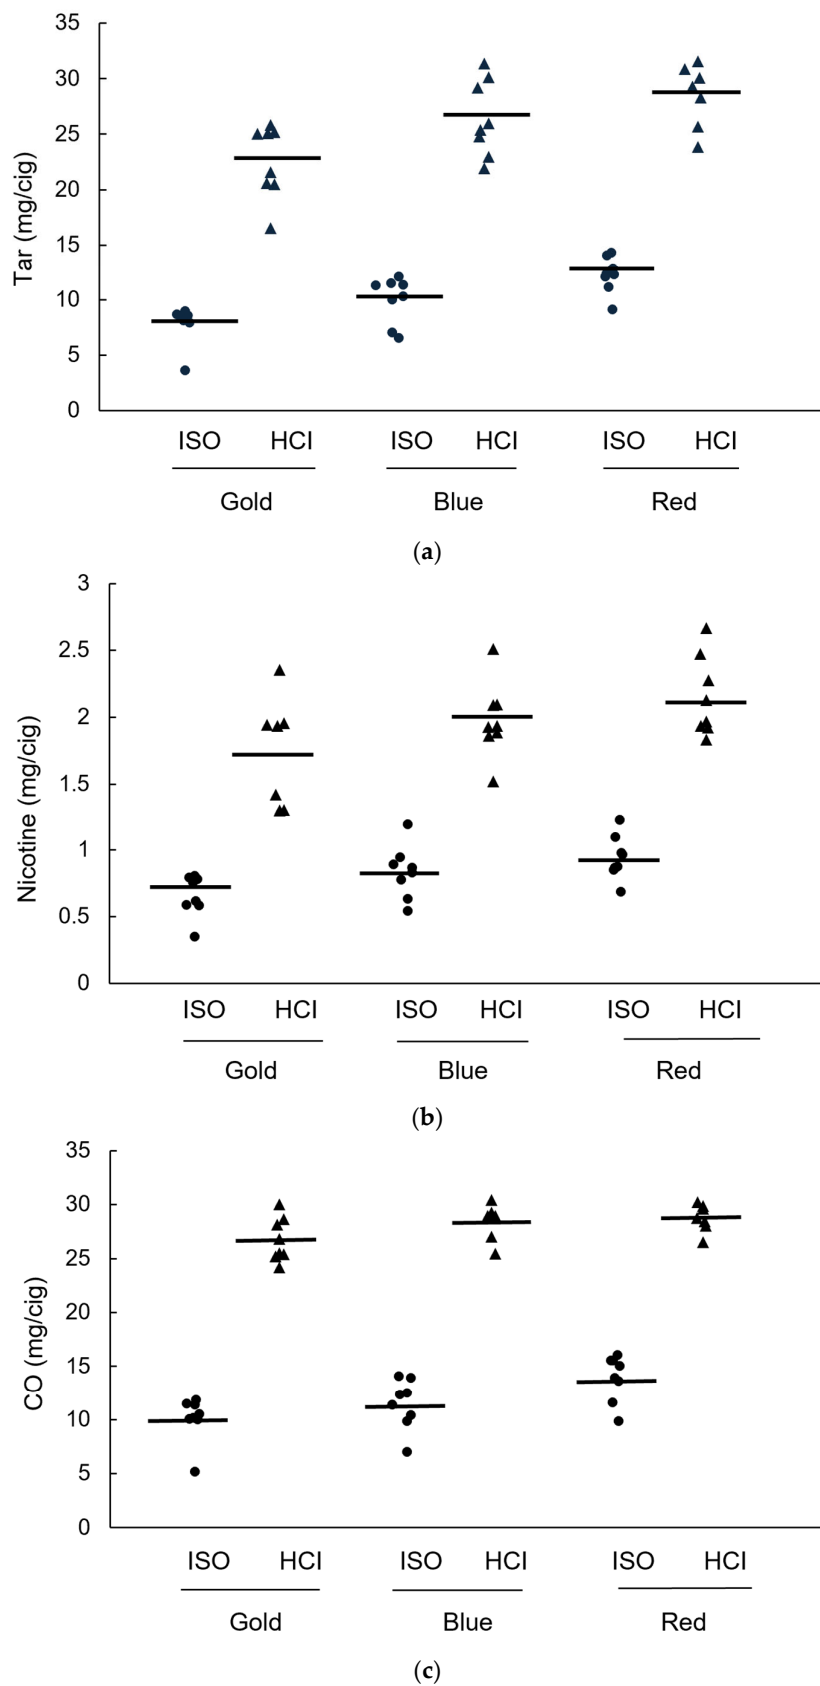 35
30
25
20
15
10
5
0
Tar (mg/cig)
ISO HCI ISO HCI ISO HCI
Gold Blue Red
(a)
3
2.5
2
1.5
1
0.5
0
Nicotine (mg/cig)
ISO HCI ISO HCI ISO HCI
Gold Blue Red
(b)
35
30
25
20
15
10
5
0
CO (mg/cig)
ISO HCI ISO HCI ISO HCI
Gold Blue Red
(c)